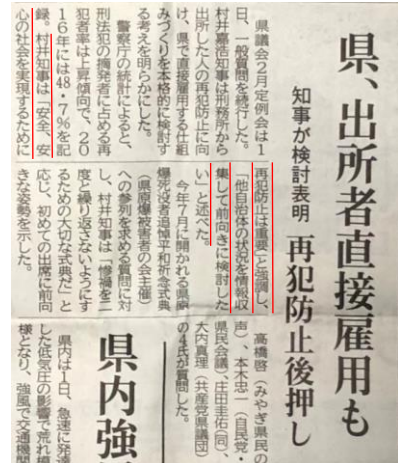 県、出所者直接雇用も
知事が検討表明 再犯防止後押し
県議会2月定例会は1
日、一般質問を続行した。
村井嘉浩知事は刑務所から
出所した人の再犯防止に向
け、県で直接雇用する仕組
みづくりを本格的に検討す
る考えを明らかにした。
警察庁の統計によると、
刑法犯の摘発者に占める再
犯者率は上昇傾向で、20
16年には48・7％を記
録。村井知事は「安全、安
心の社会を実現するために
再犯防止は重要」と強調し、
「他自治体の状況を情報収
集して前向きに検討した
い」と述べた。
今年7月に開かれる県原
爆死没者追悼平和祈念式典
（県原爆被害者の会主催）
への参列を求める質問に対
し、村井知事は「惨禍を二
度と繰り返さないようにす
るための大切な式典だ」と
応じ、初めての出席に前向
きな姿勢を示した。
高橋啓（みやぎ県民の
声）、本木忠一（自民党・
県民会議）、庄田圭佑（同）、
大内真理（共産党県議団）
の4氏が質問した。
県内強
県内は1日、急速に発達
した低気圧の影響で荒れ模
様となり、強風で交通機関